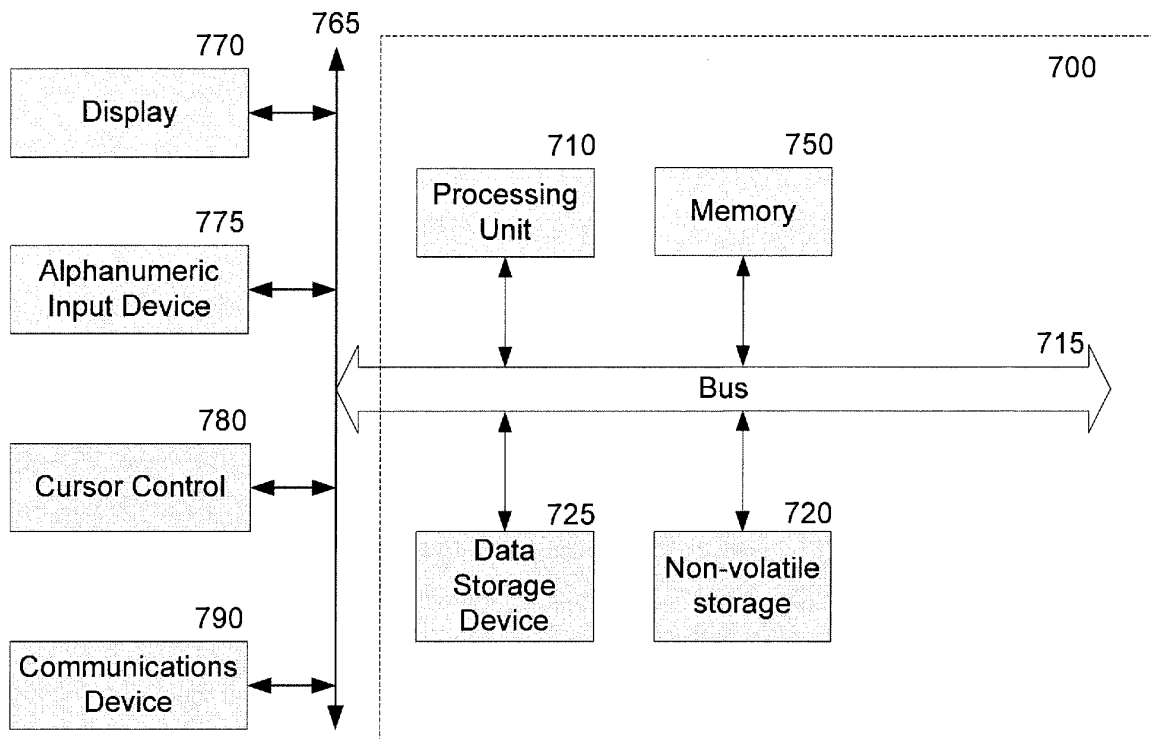 765
770
Display
700
710
Processing
Unit
750
Memory
775
Alphanumeric
Input Device
715
Bus
780
Cursor Control
725
Data
Storage
Device
720
Non-volatile
storage
790
Communications
Device